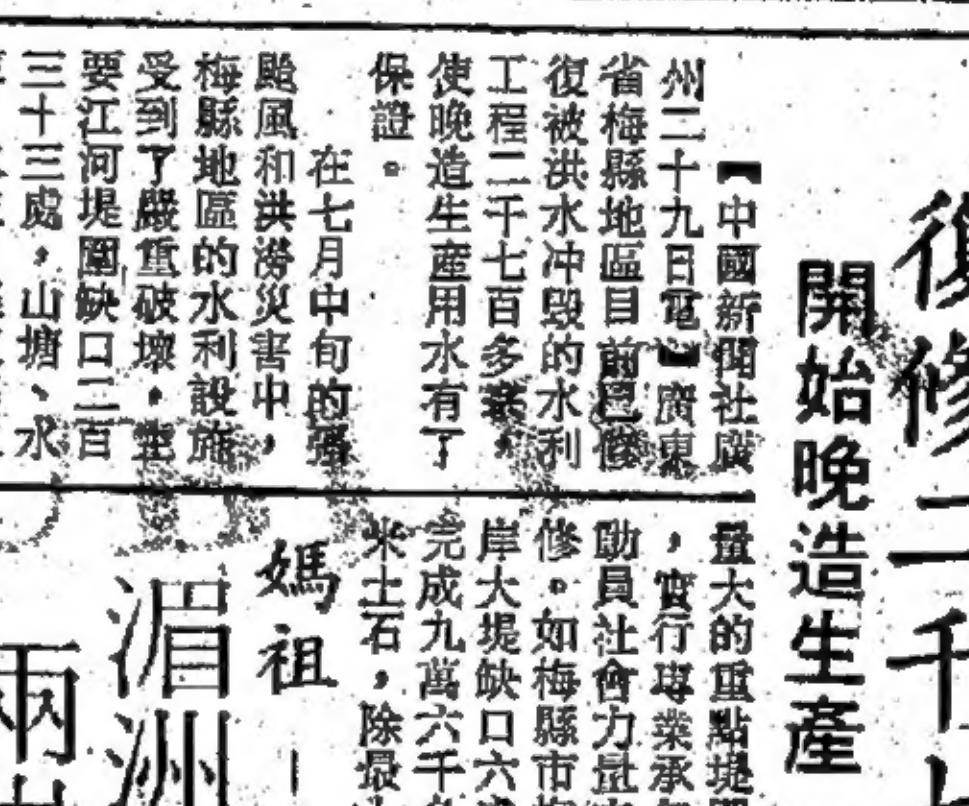 復修二千
開始晚造生產
【中國新聞社廣
州二十九日電】廣東
省梅縣地區目前已修
復被洪水冲毀的水利
工程二千七百多宗，
使晚造生產用水有了
保證。
在七月中旬的強
颱風和洪澇災害中，
梅縣地區的水利設施
受到了嚴重破壞，主
要江河堤圍缺口二百
三十三處，山塘、水
量大的重點堤
，實行專業承
動員社會力量
修。如梅縣市
岸大堤缺口六
完成九萬六千
米土石，除最
媽祖
湄洲
兩